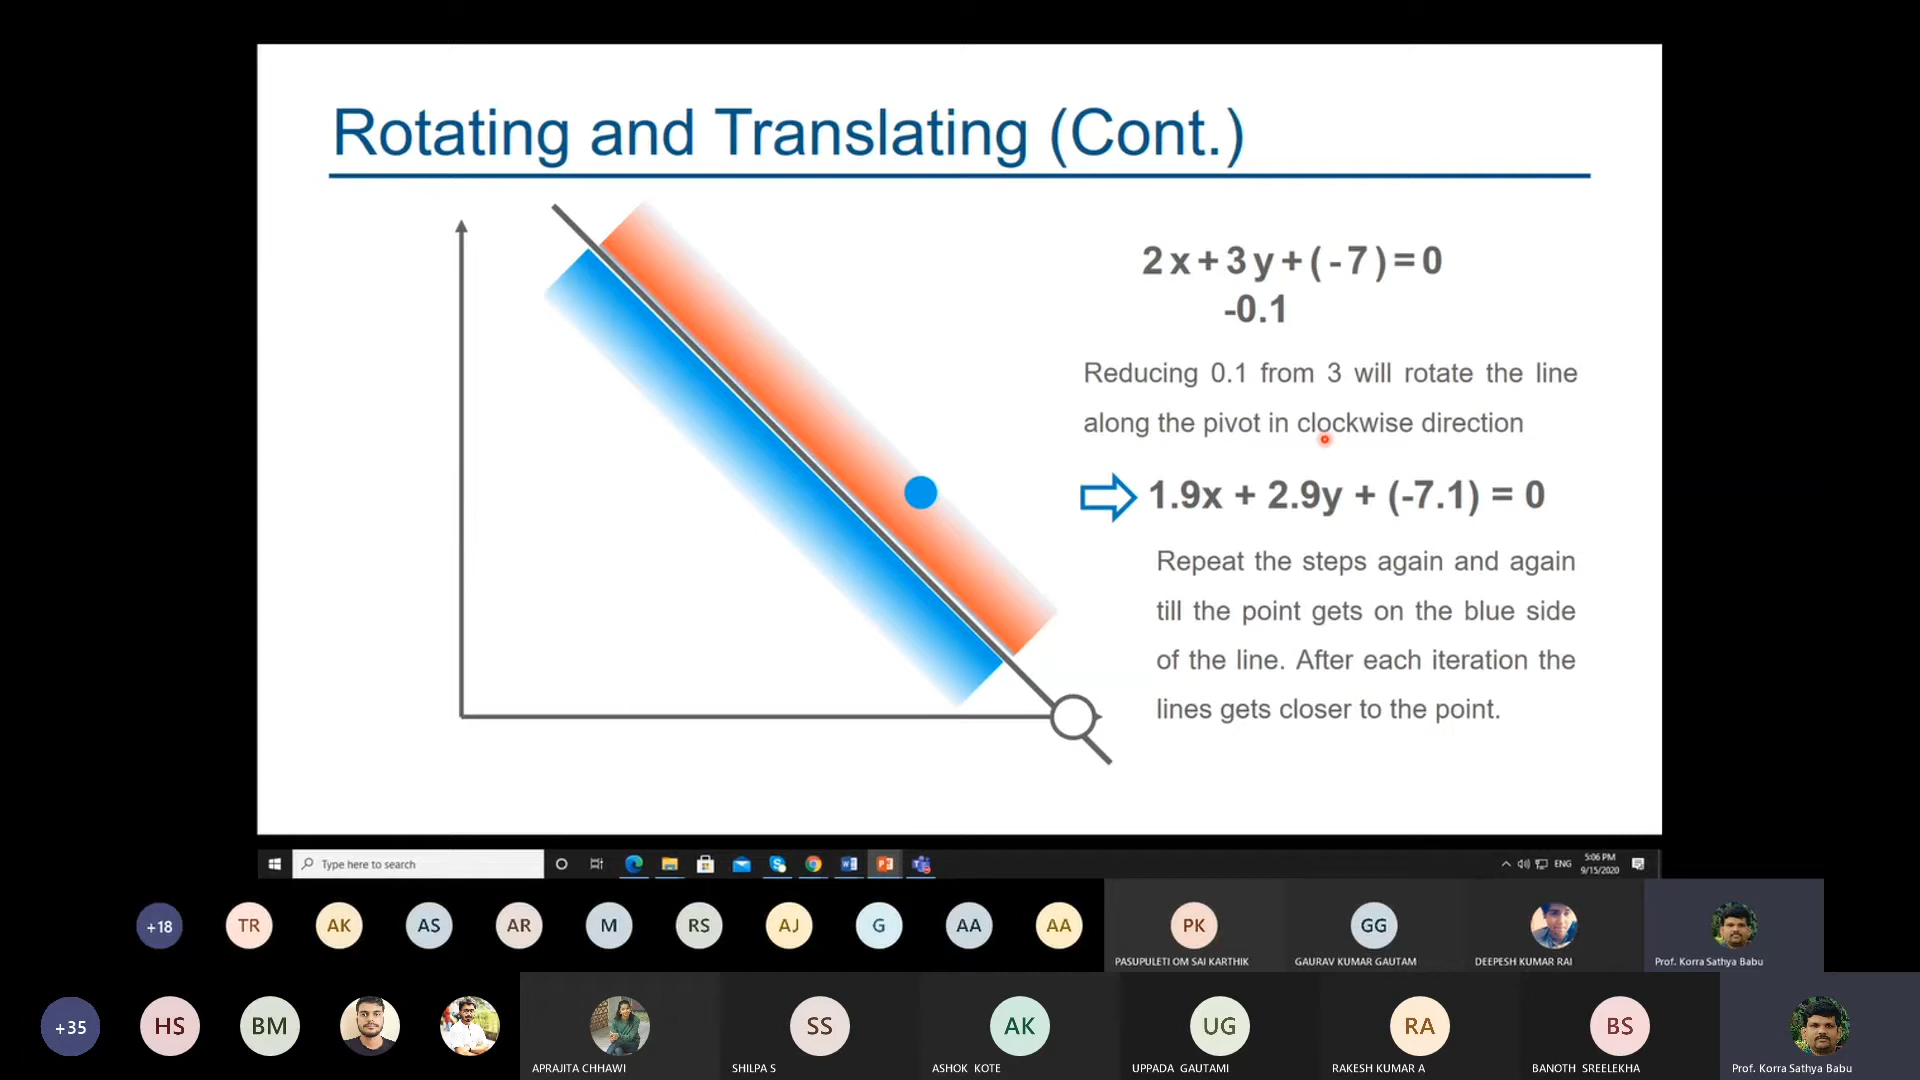 Rotating and Translating (Cont.)
2x+3y+(-7)=0
-0.1
Reducing 0.1 from 3 will rotate the line
along the pivot in clockwise direction
1.9x + 2.9y + (-7.1) = 0
Repeat the steps again and again
till the point gets on the blue side
of the line. After each iteration the
lines gets closer to the point.
Type here to search
ENG
5:06 PM
9/15/2020
+18
TR
AK
AS
AR
M
RS
AJ
G
AA
AA
PK
GG
PASUPULETI OM SAI KARTHIK
GAURAV KUMAR GAUTAM
DEEPESH KUMAR RAI
Prof. Korra Sathya Babu
+35
HS
BM
SS
AK
UG
RA
BS
APRAJITA CHHAWI
SHILPA S
ASHOK KOTE
UPPADA GAUTAMI
RAKESH KUMAR A
BANOTH SREELEKHA
Prof. Korra Sathya Babu